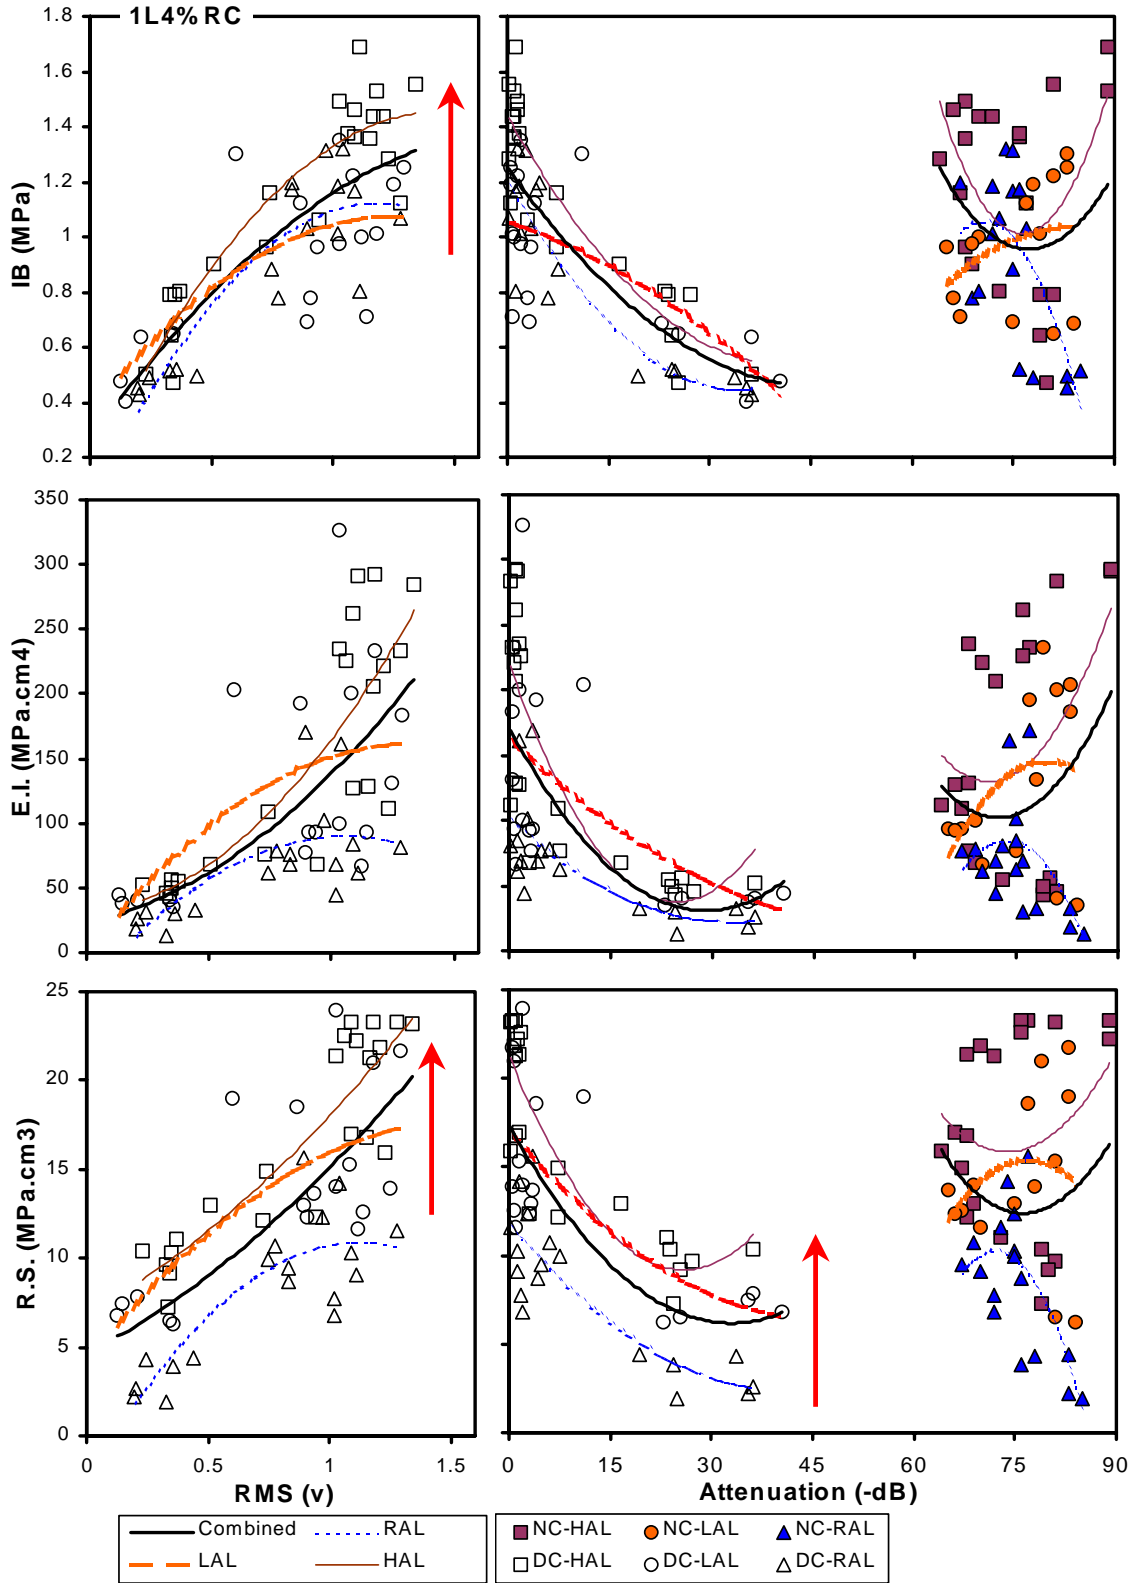 1L4% RC
1.8
1.6
1.4
1.2
1
0.8
0.6
0.4
0.2
IB (MPa)
350
300
250
200
150
100
50
0
E.I. (MPa.cm4)
25
20
15
10
5
0
R.S. (MPa.cm3)
0 0.5 1 1.5
RMS (v)
0 15 30 45 60 75 90
Attenuation (-dB)
Combined RAL
LAL HAL
NC-HAL NC-LAL NC-RAL
DC-HAL DC-LAL DC-RAL